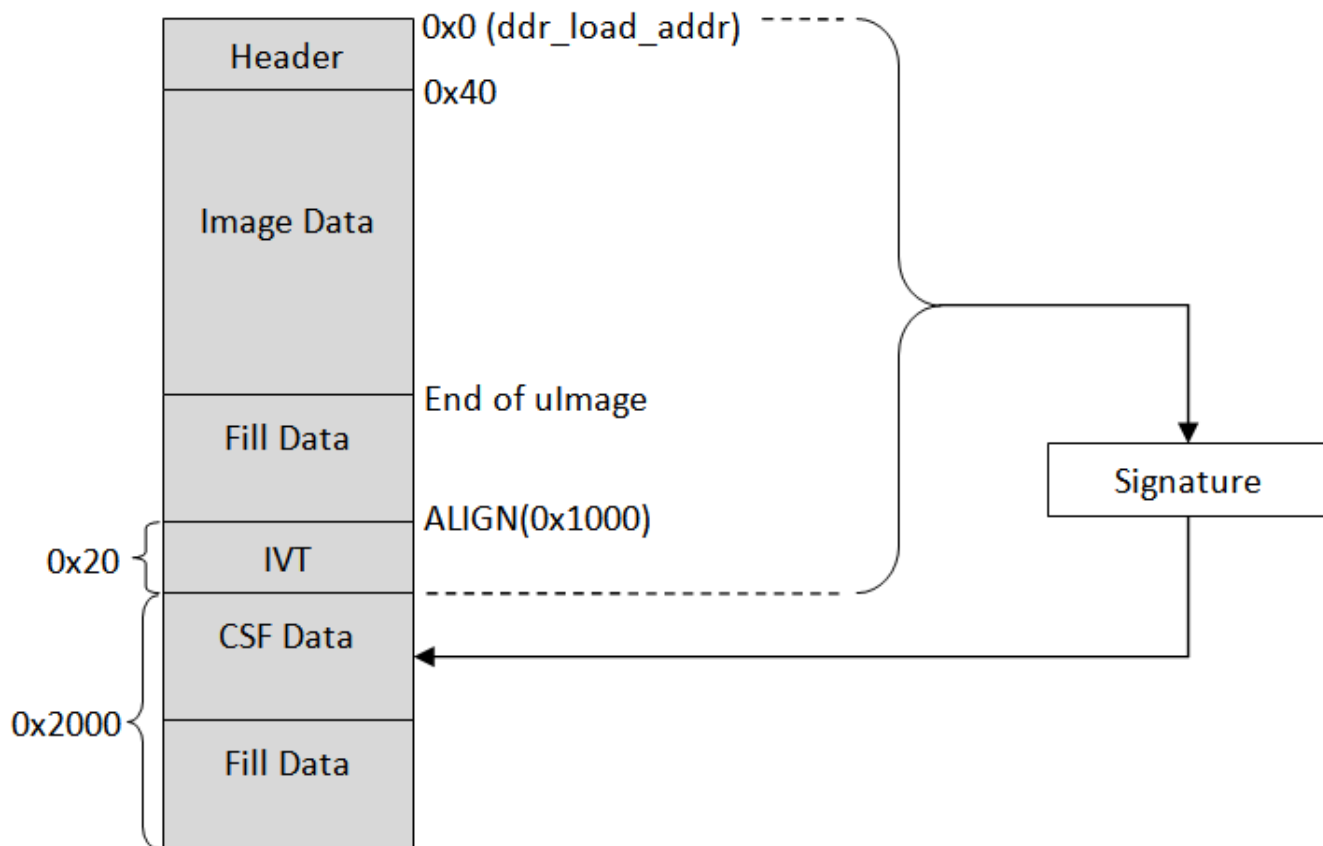 0x0 (ddr_load_addr)
Header
0x40
Image Data
End of uImage
Fill Data
Signature
ALIGN(0x1000)
0x20
IVT
CSF Data
0x2000
Fill Data